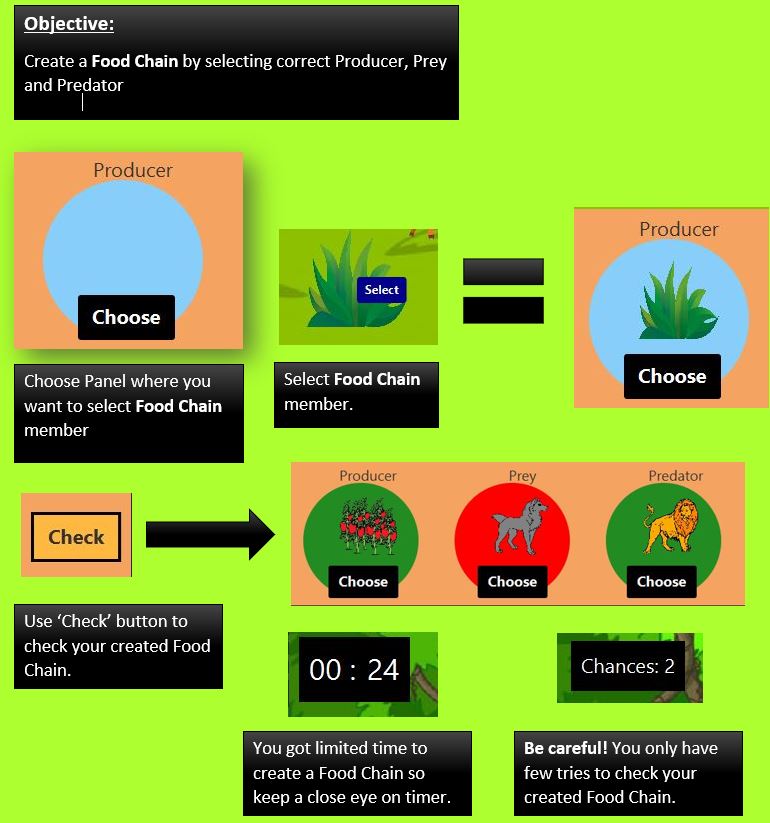 Objective:
Create a Food Chain by selecting correct Producer, Prey
and Predator
Producer
Choose
Select
Producer
Choose
Choose Panel where you
want to select Food Chain
member
Select Food Chain
member.
Check
Producer
Prey
Predator
Choose
Choose
Choose
Use ‘Check’ button to
check your created Food
Chain.
00 : 24
Chances: 2
You got limited time to
create a Food Chain so
keep a close eye on timer.
Be careful! You only have
few tries to check your
created Food Chain.